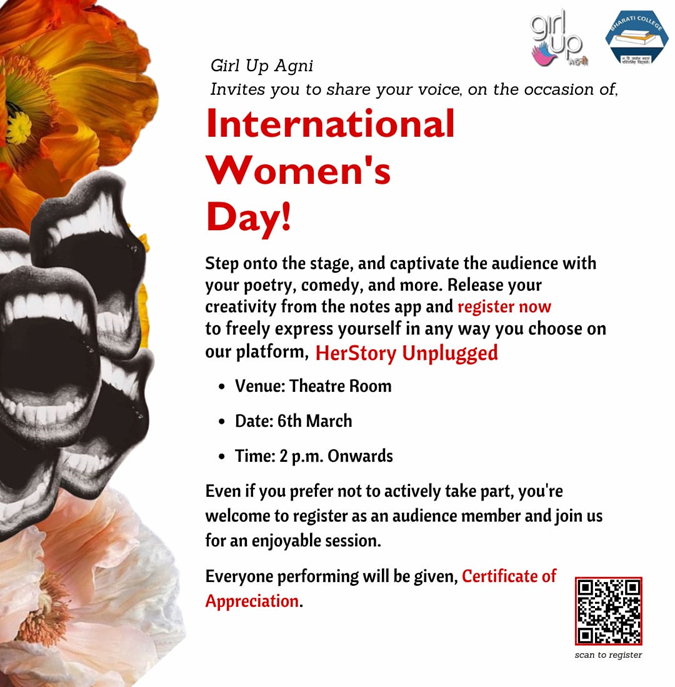 girl
up
BHARATI COLLEGE
Girl Up Agni
Invites you to share your voice, on the occasion of,
International
Women's
Day!
Step onto the stage, and captivate the audience with
your poetry, comedy, and more. Release your
creativity from the notes app and register now
to freely express yourself in any way you choose on
our platform, HerStory Unplugged
• Venue: Theatre Room
• Date: 6th March
• Time: 2 p.m. Onwards
Even if you prefer not to actively take part, you're
welcome to register as an audience member and join us
for an enjoyable session.
Everyone performing will be given, Certificate of
Appreciation.
scan to register